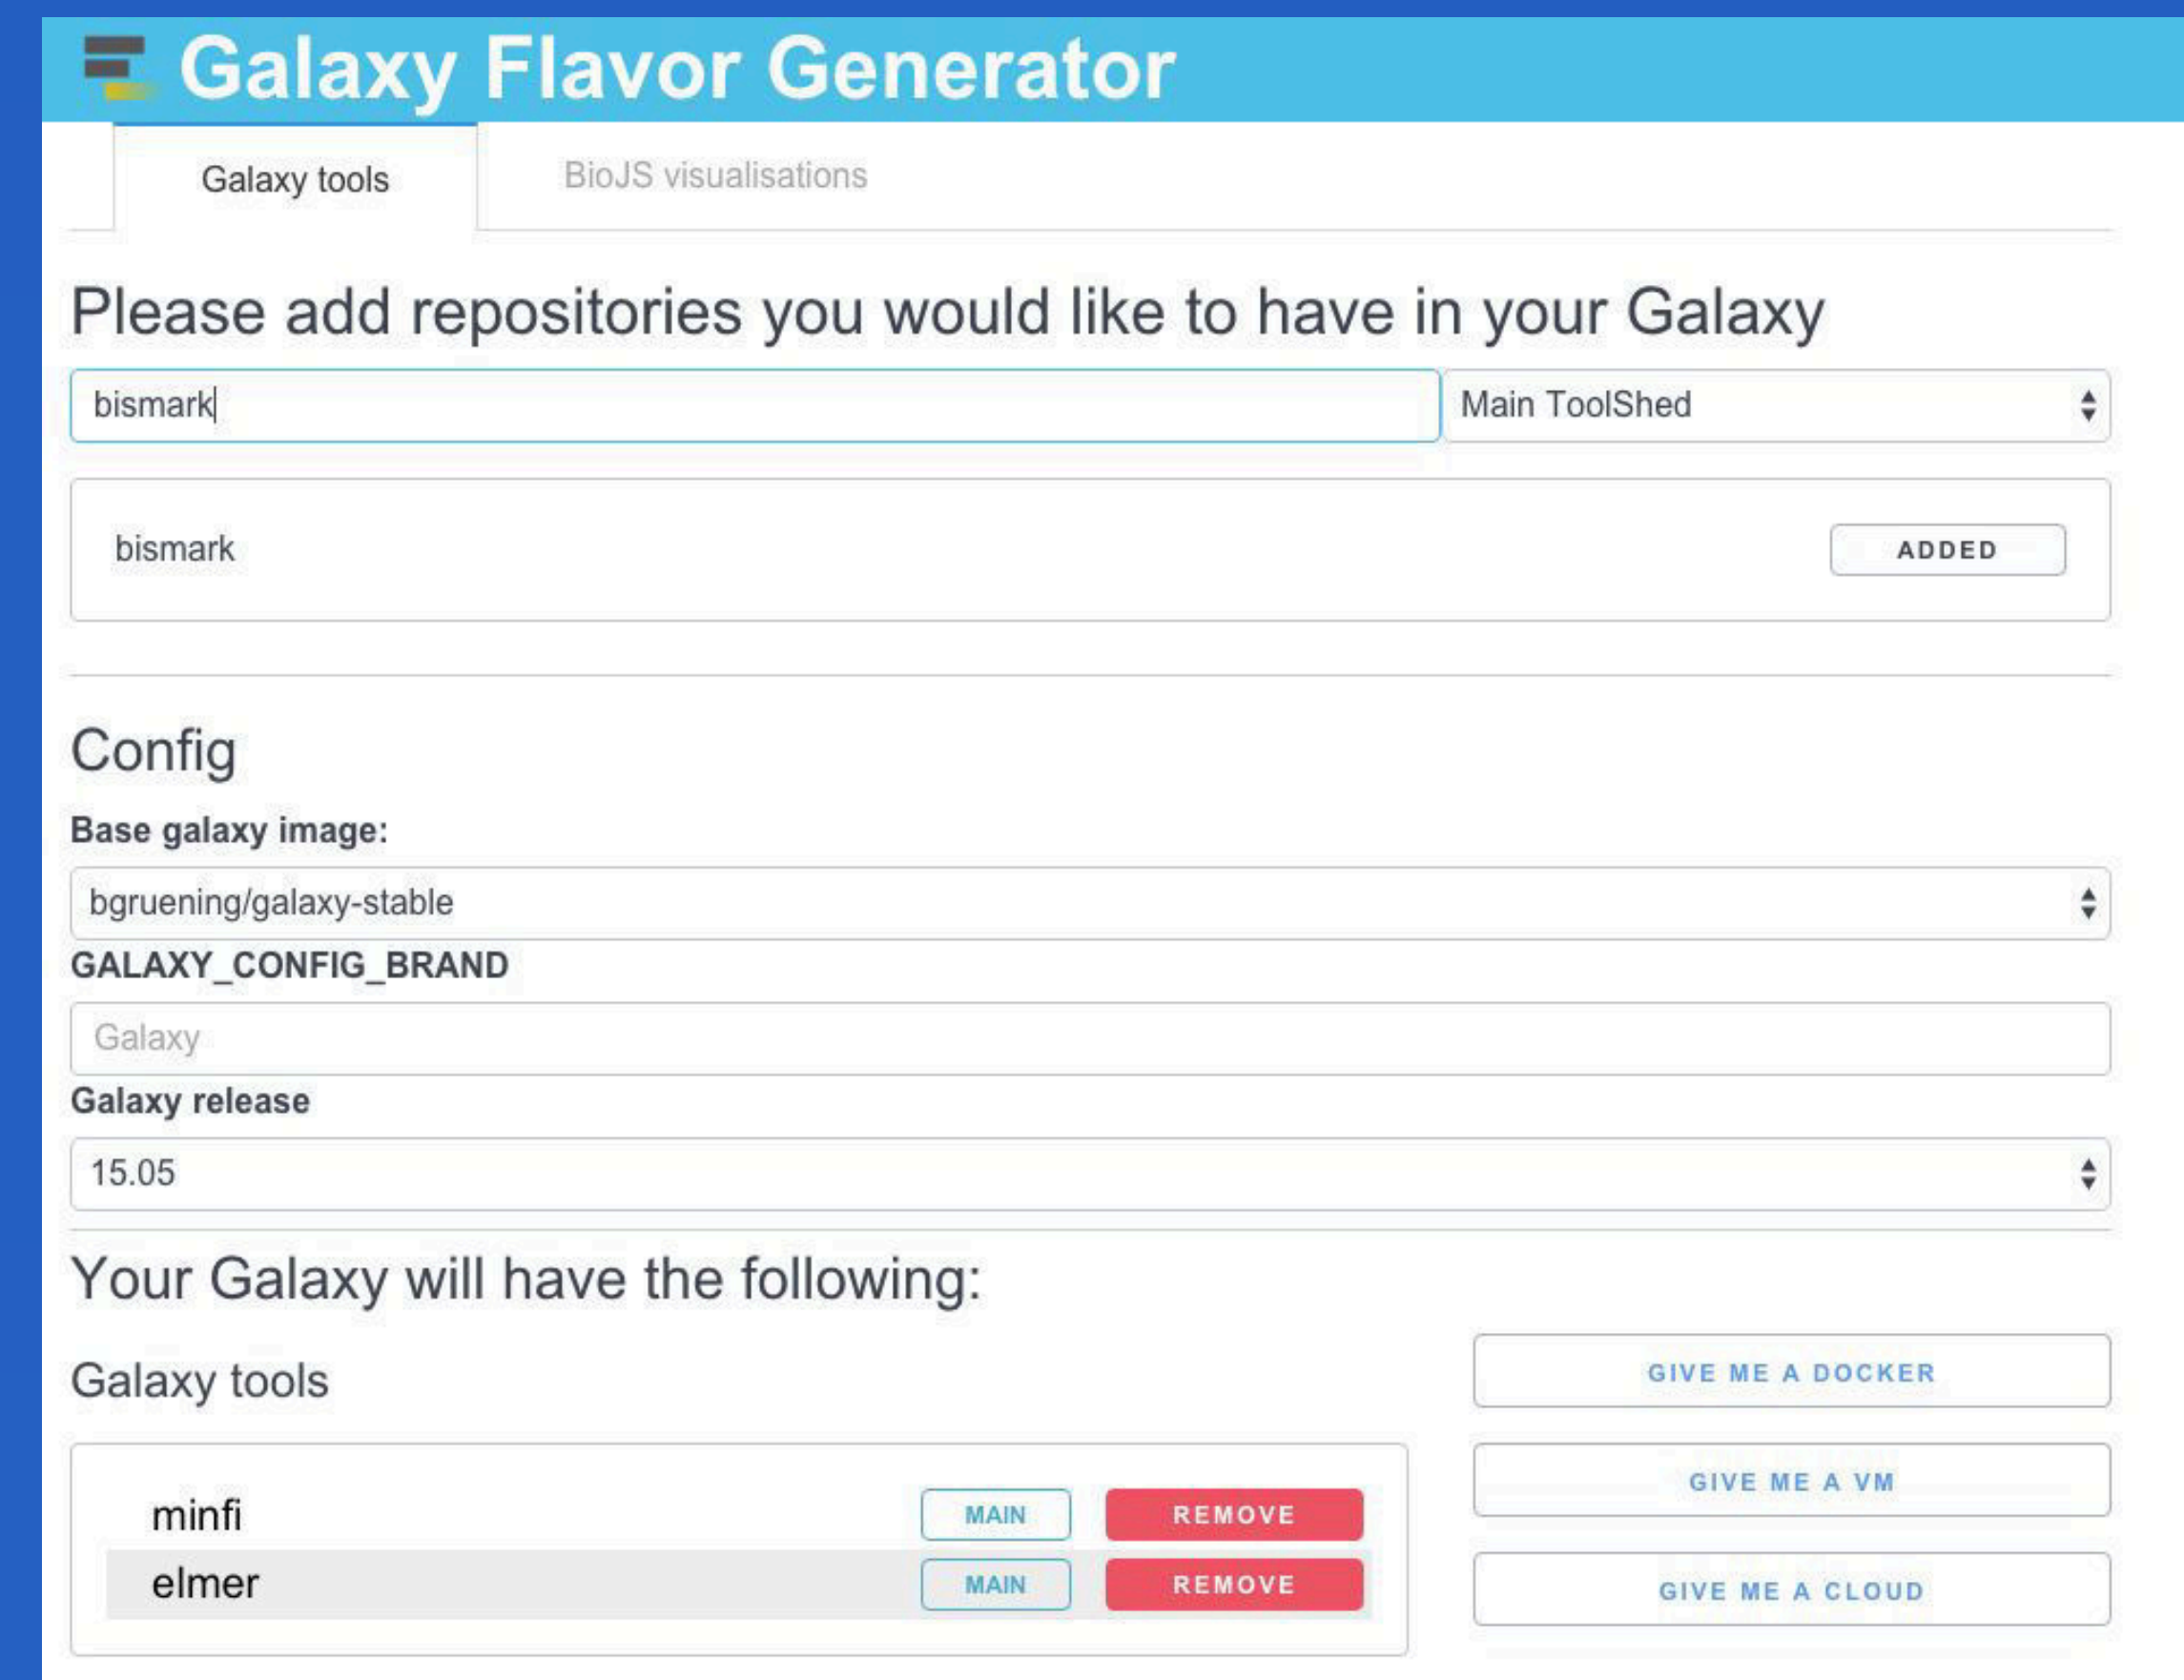 Galaxy Flavor Generator
Galaxy tools BioJS visualisations
Please add repositories you would like to have in your Galaxy
bismark Main ToolShed
bismark ADDED
Config
Base galaxy image:
bgruening/galaxy-stable
GALAXY_CONFIG_BRAND
Galaxy
Galaxy release
15.05
Your Galaxy will have the following:
Galaxy tools
minfi MAIN REMOVE
elmer MAIN REMOVE
GIVE ME A DOCKER
GIVE ME A VM
GIVE ME A CLOUD